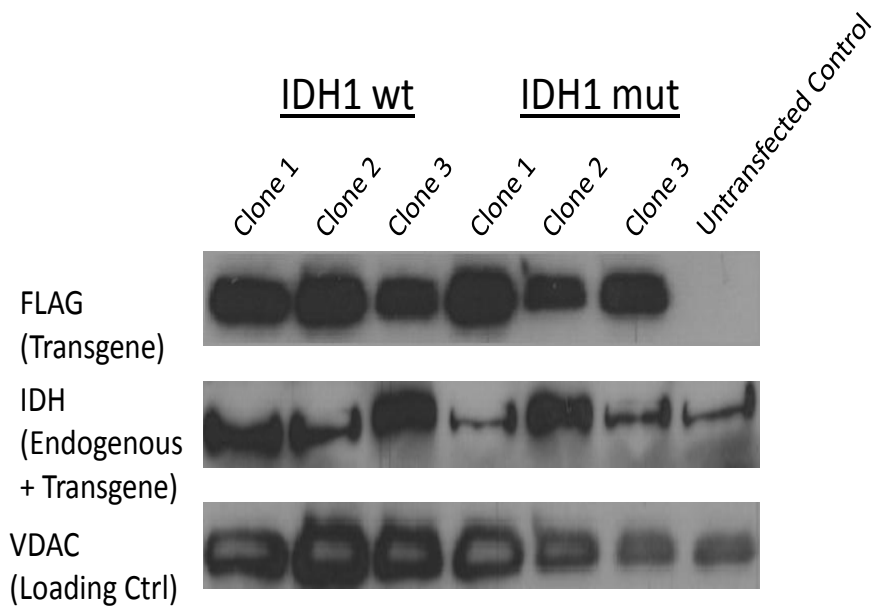 IDH1 wt
IDH1 mut
Clone 1
Clone 2
Clone 3
Clone 1
Clone 2
Clone 3
Untransfected Control
FLAG
(Transgene)
IDH
(Endogenous
+ Transgene)
VDAC
(Loading Ctrl)